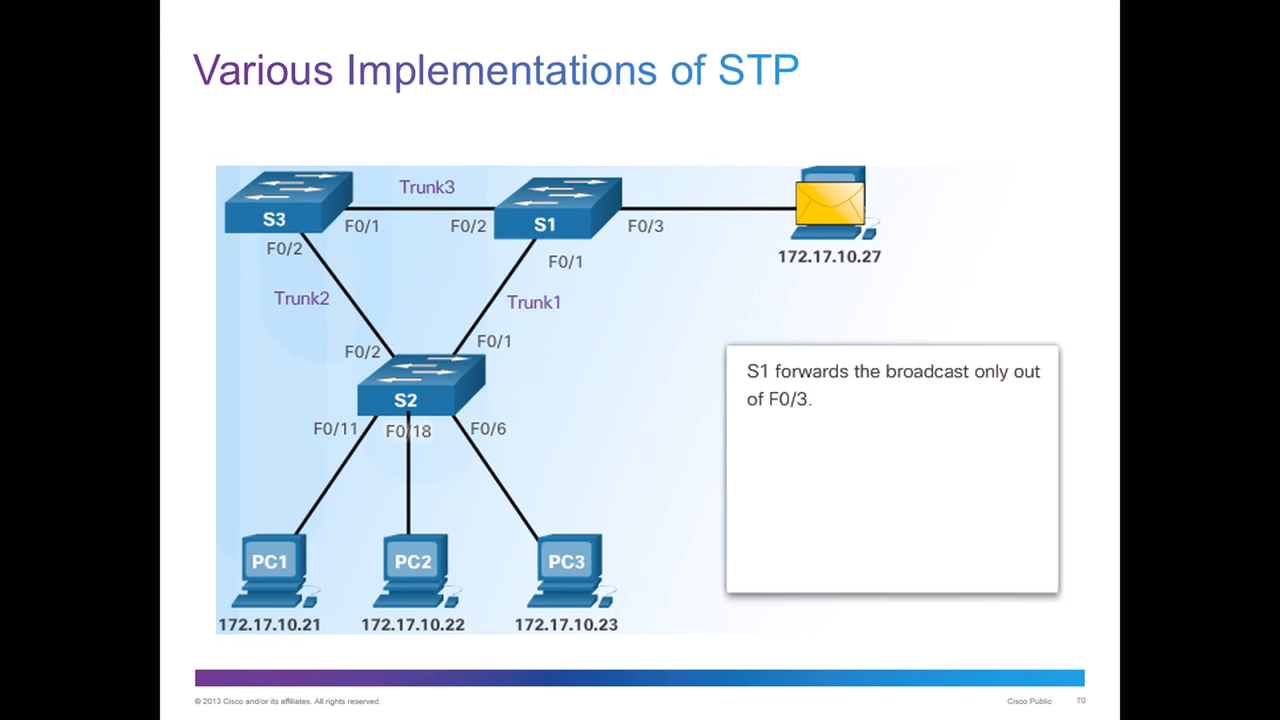 Various Implementations of STP
Trunk3
S3
S1
F0/1
F0/2
F0/3
F0/2
F0/1
172.17.10.27
Trunk2
Trunk1
F0/2
F0/1
S1 forwards the broadcast only out
of F0/3.
S2
F0/11
F0/18
F0/6
PC1
PC2
PC3
172.17.10.21
172.17.10.22
172.17.10.23
© 2013 Cisco and/or its affiliates. All rights reserved.
Cisco Public
70